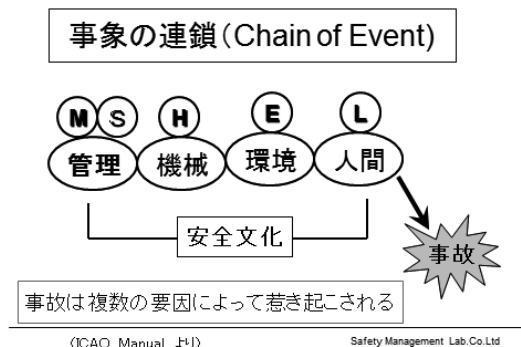 事象の連鎖(Chain of Event)
M S H E L
管理 機械 環境 人間
安全文化
事故
事故は複数の要因によって惹き起こされる
(ICAO Manual より)
Safety Management Lab.Co.Ltd